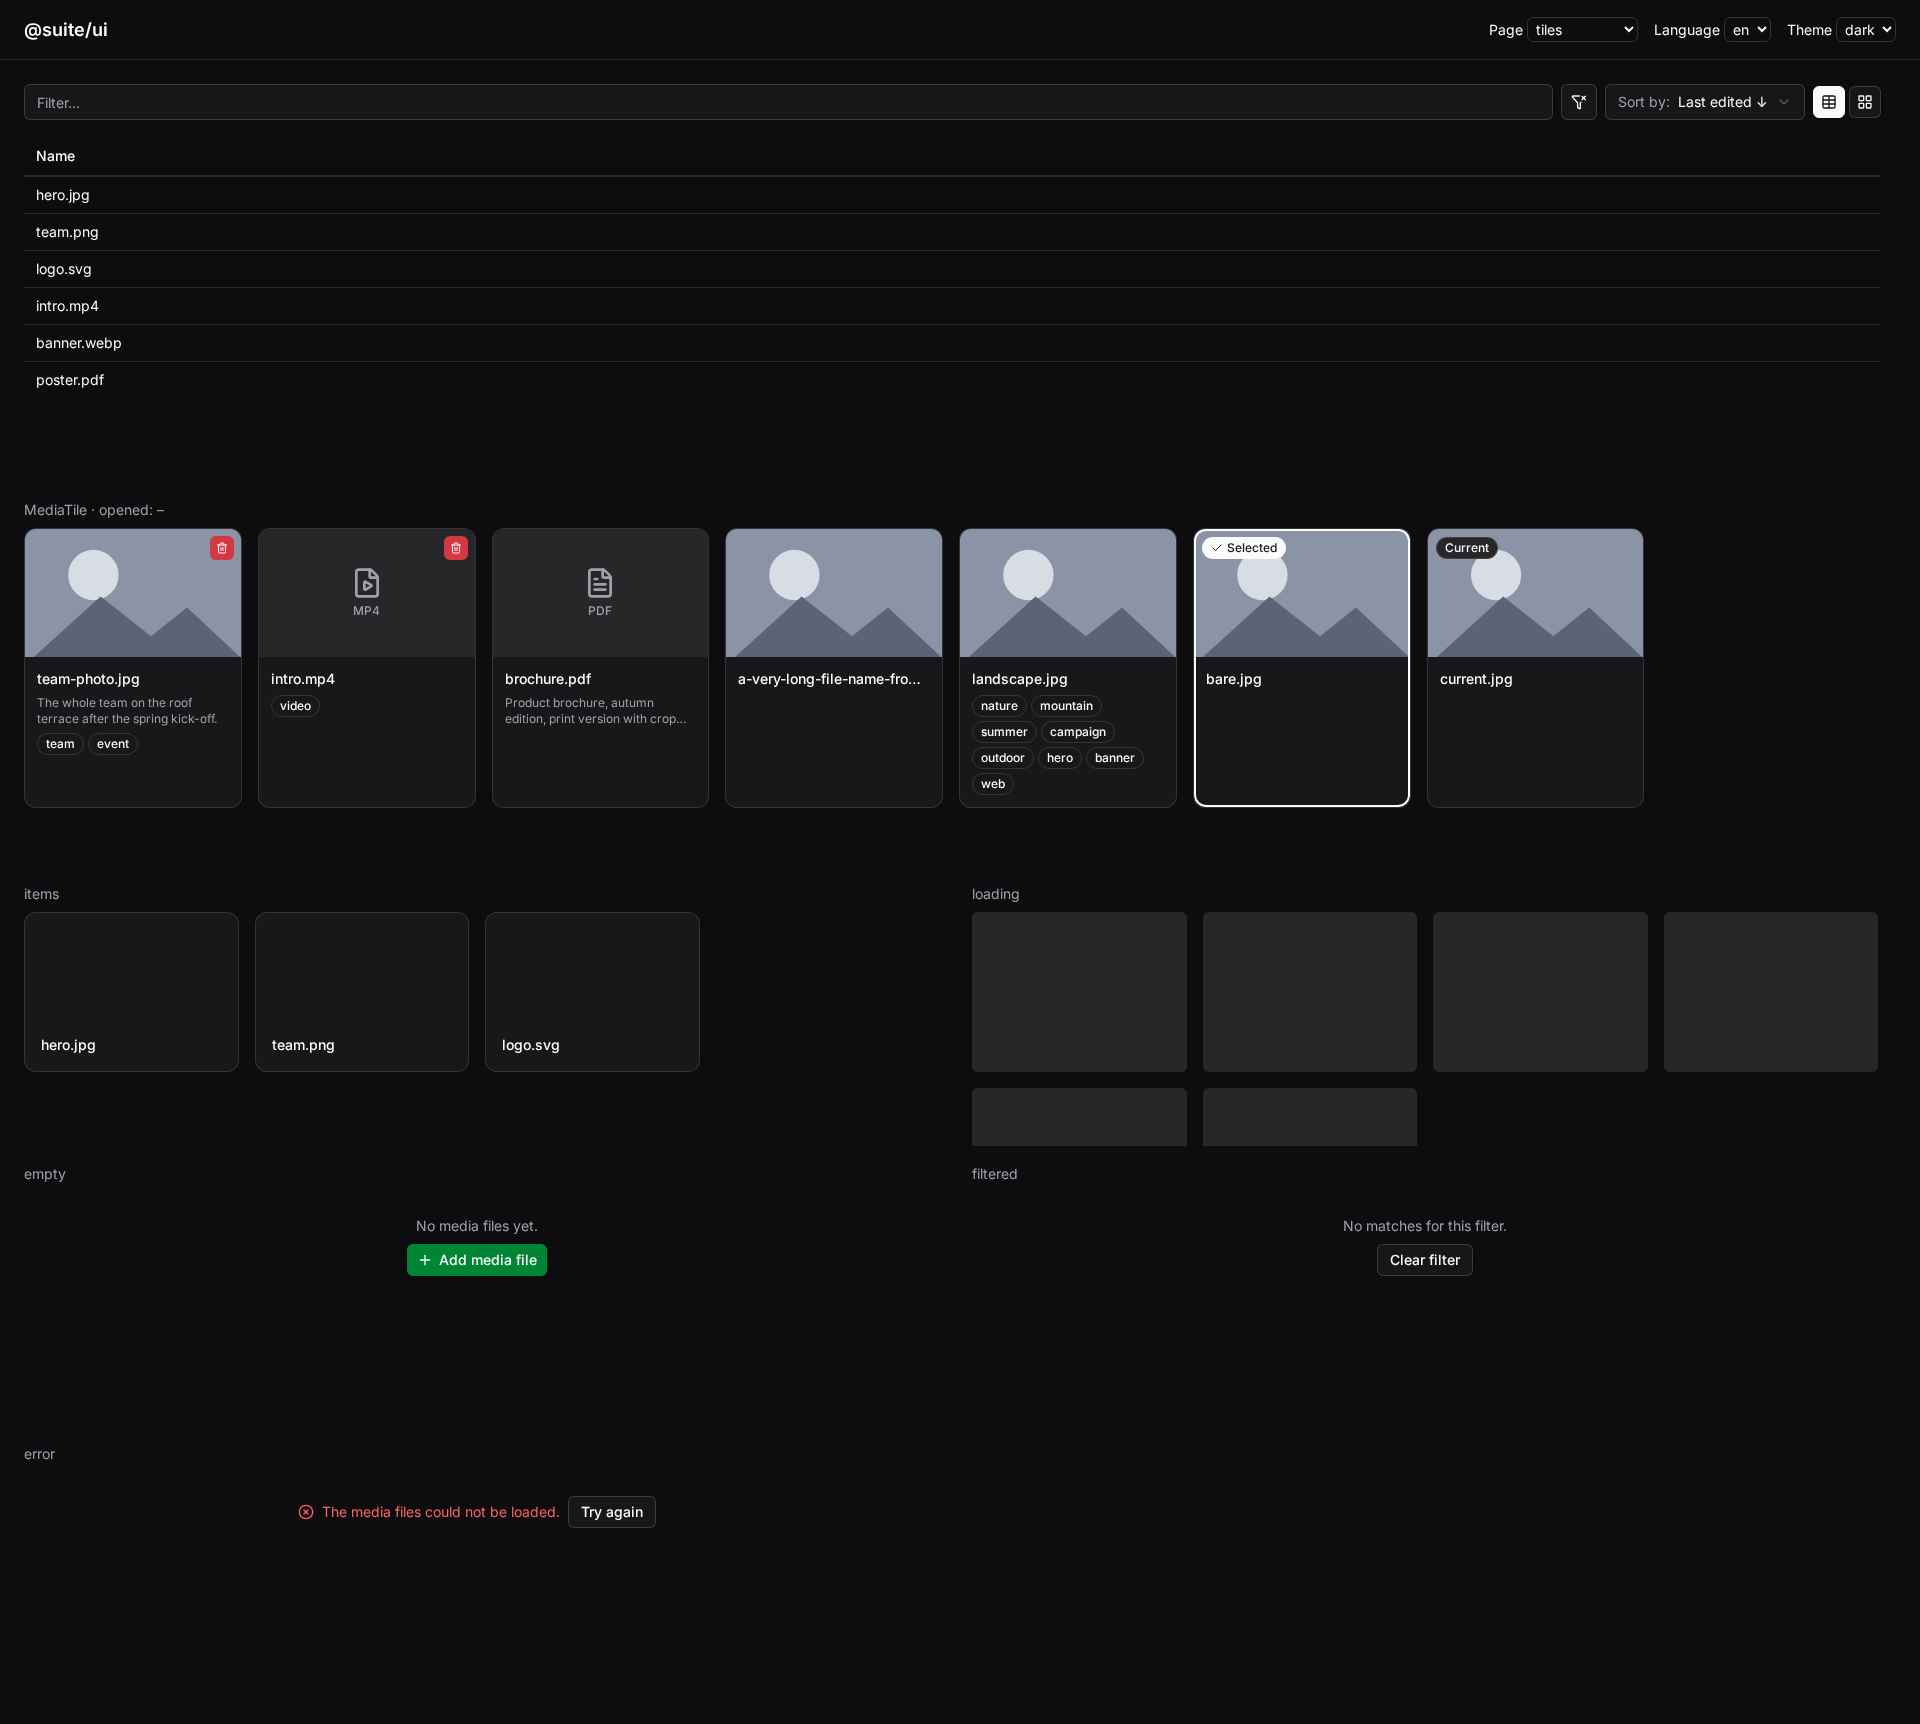 @suite/ui
Page tiles Language en Theme dark
Filter...
Sort by: Last edited ↓
Name
hero.jpg
team.png
logo.svg
intro.mp4
banner.webp
poster.pdf
MediaTile · opened: –
team-photo.jpg
The whole team on the roof
terrace after the spring kick-off.
team event
MP4
intro.mp4
video
PDF
brochure.pdf
Product brochure, autumn
edition, print version with crop...
a-very-long-file-name-fro...
landscape.jpg
nature mountain
summer campaign
outdoor hero banner
web
Selected
bare.jpg
Current
current.jpg
items
hero.jpg
team.png
logo.svg
loading
empty
No media files yet.
Add media file
filtered
No matches for this filter.
Clear filter
error
The media files could not be loaded. Try again